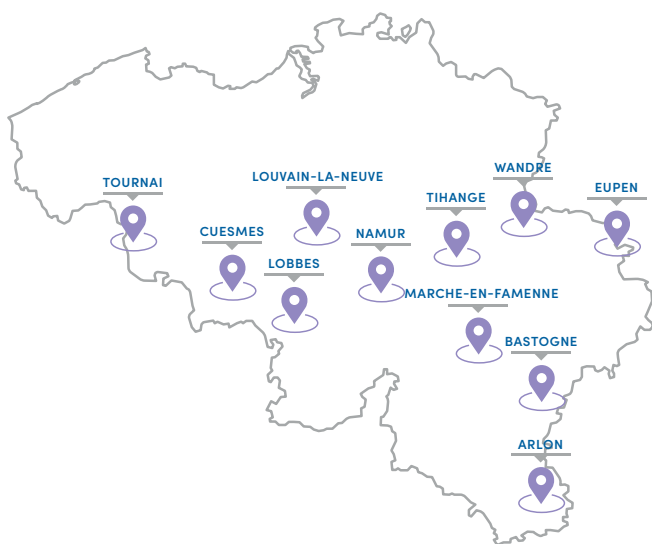 WANDRE
LOUVAIN-LA-NEUVE
TOURNAI
EUPEN
TIHANGE
CUESMES
NAMUR
LOBBES
MARCHE-EN-FAMENNE
BASTOGNE
ARLON